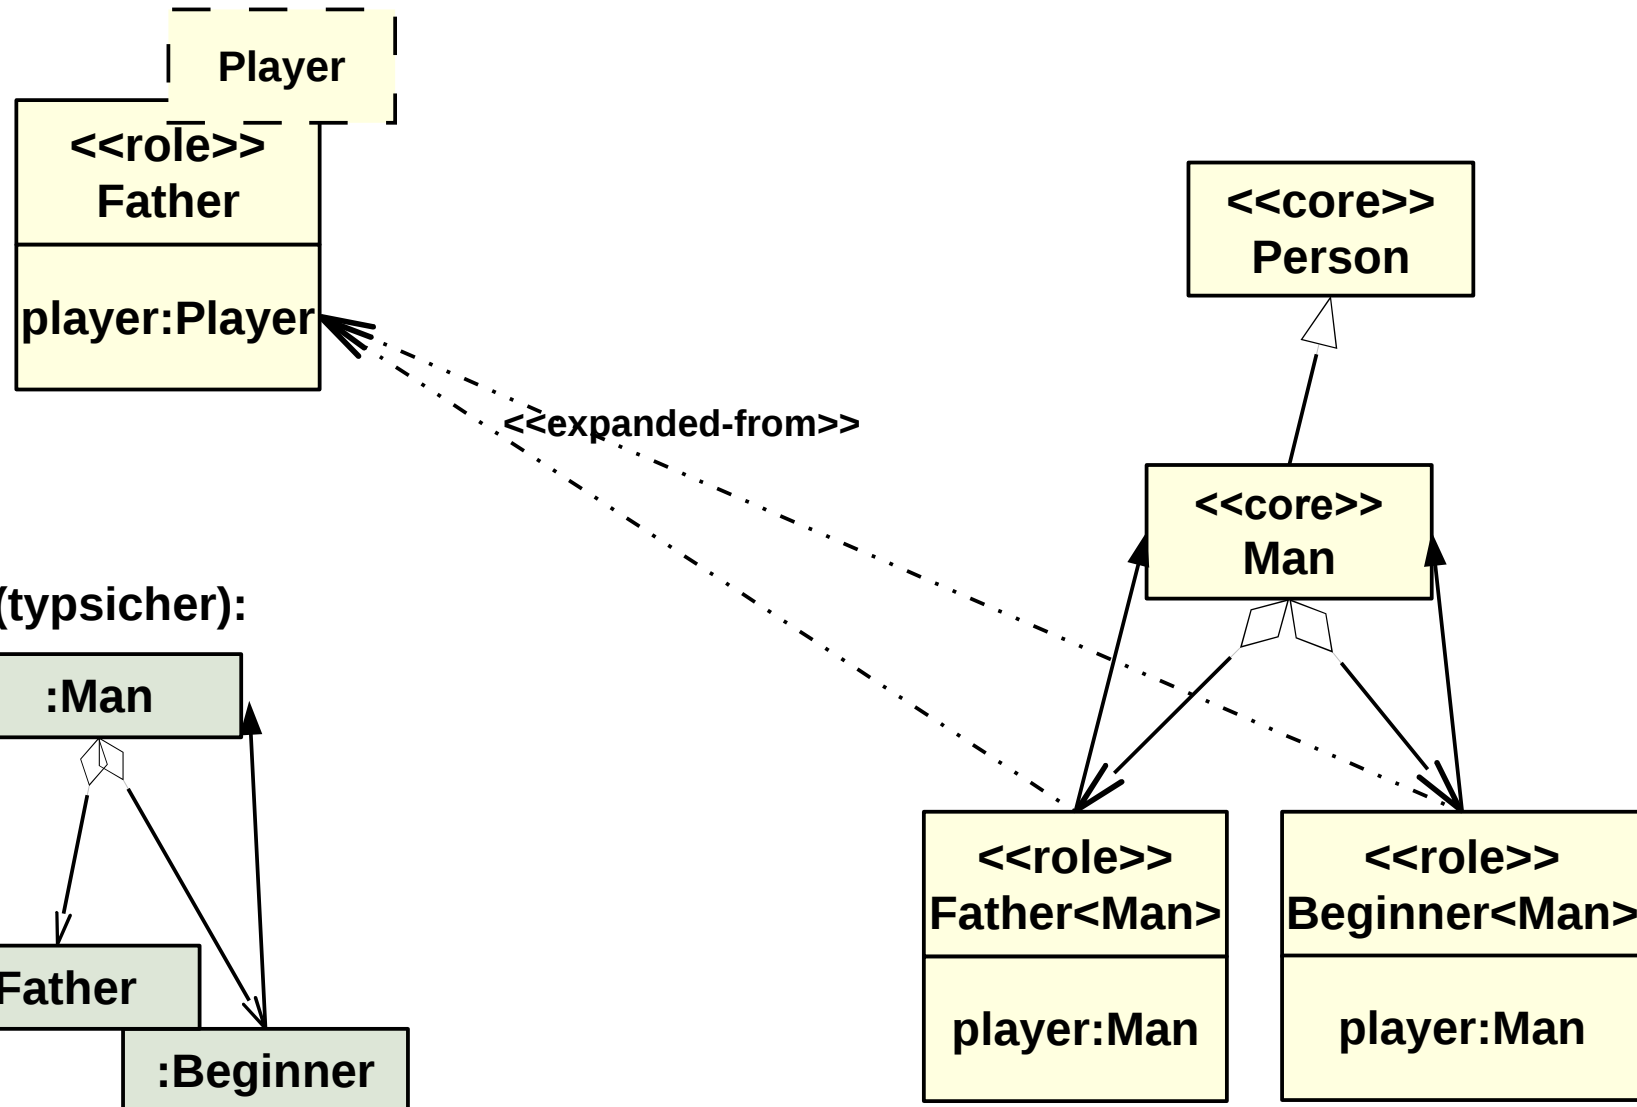 Player
<<role>>
Father
player:Player
<<core>>
Person
<<expanded-from>>
<<core>>
Man
(typsicher):
:Man
<<role>>
Father<Man>
<<role>>
Beginner<Man>
Father
player:Man
player:Man
:Beginner